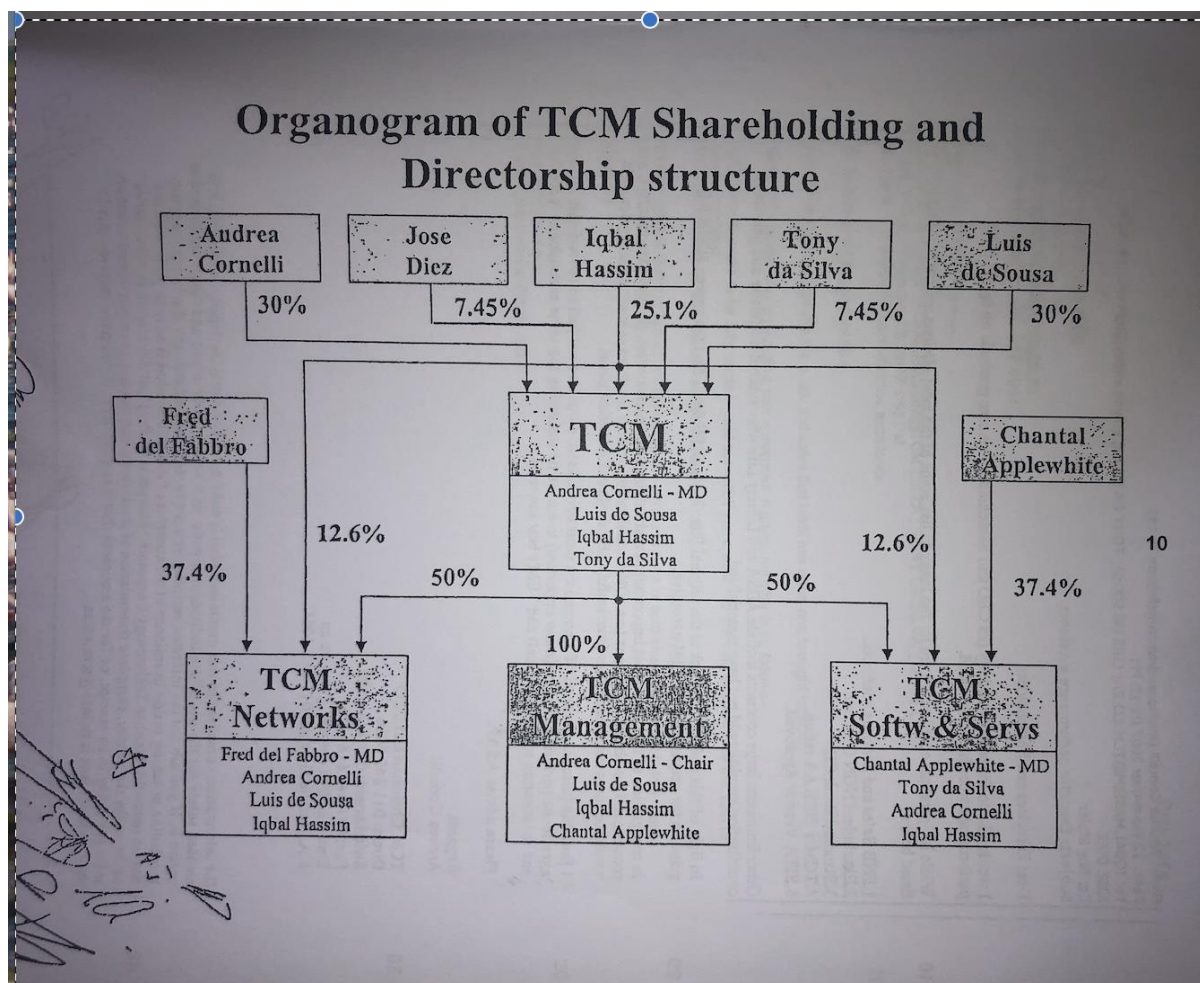 Organogram of TCM Shareholding and
Directorship structure
Andrea
Cornelli
Jose
Diez
Iqbal
Hassim
Tony
da Silva
Luis
de Sousa
30%
7.45%
25.1%
7.45%
30%
Fred
del Fabbro
TCM
Andrea Cornelli - MD
Luis de Sousa
Iqbal Hassim
Tony da Silva
Chantal
Applewhite
37.4%
12.6%
50%
100%
50%
12.6%
37.4%
10
TCM
Networks
Fred del Fabbro - MD
Andrea Cornelli
Luis de Sousa
Iqbal Hassim
TCM
Management
Andrea Cornelli - Chair
Luis de Sousa
Iqbal Hassim
Chantal Applewhite
TCM
Softw & Servs
Chantal Applewhite - MD
Tony da Silva
Andrea Cornelli
Iqbal Hassim